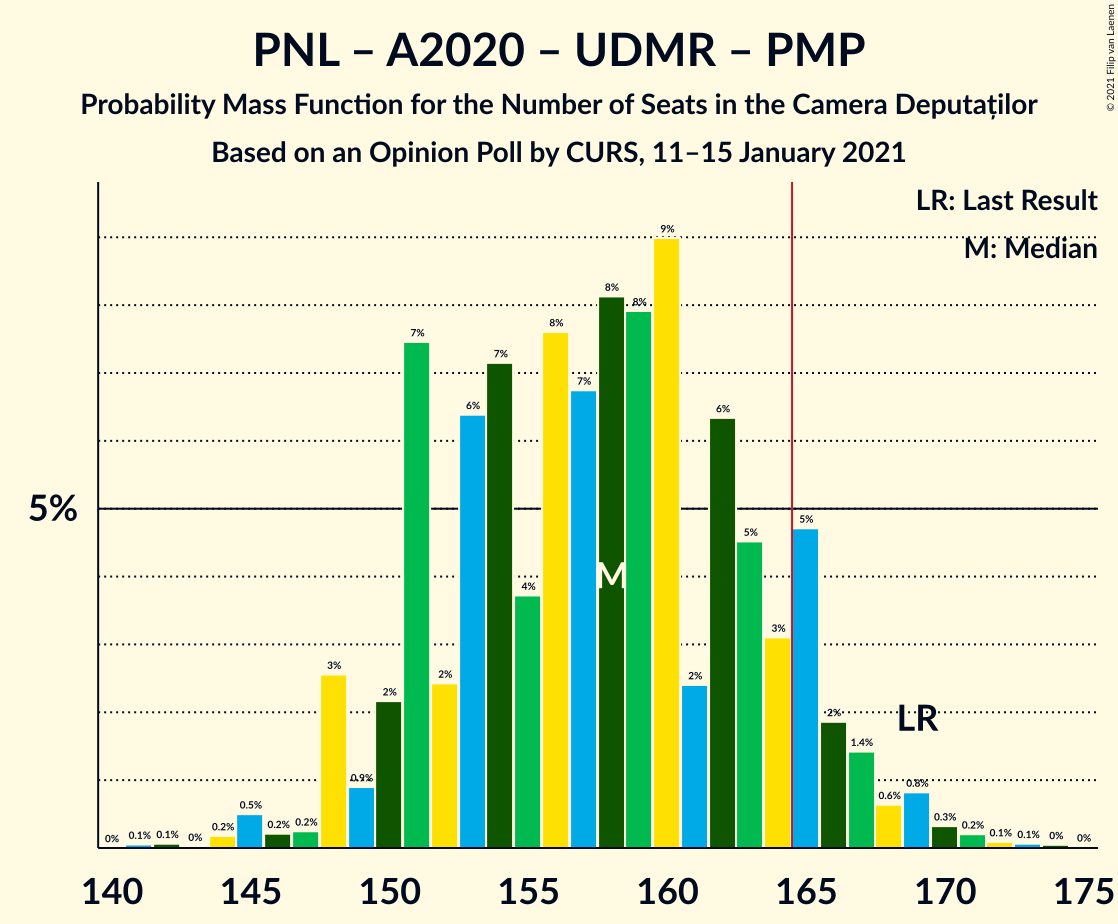 PNL – A2020 – UDMR – PMP
Probability Mass Function for the Number of Seats in the Camera Deputaților
Based on an Opinion Poll by CURS, 11–15 January 2021
© 2021 Filip van Laenen
LR: Last Result
M: Median
5%
0% 0.1% 0.1% 0% 0.2% 0.5% 0.2% 0.2% 3% 0.9% 2% 7% 2% 6% 7% 4% 8% 7% 8% 8% 9% 2% 6% 5% 3% 5% 2% 1.4% 0.6% 0.8% 0.3% 0.2% 0.1% 0.1% 0% 0%
M
LR
140 145 150 155 160 165 170 175